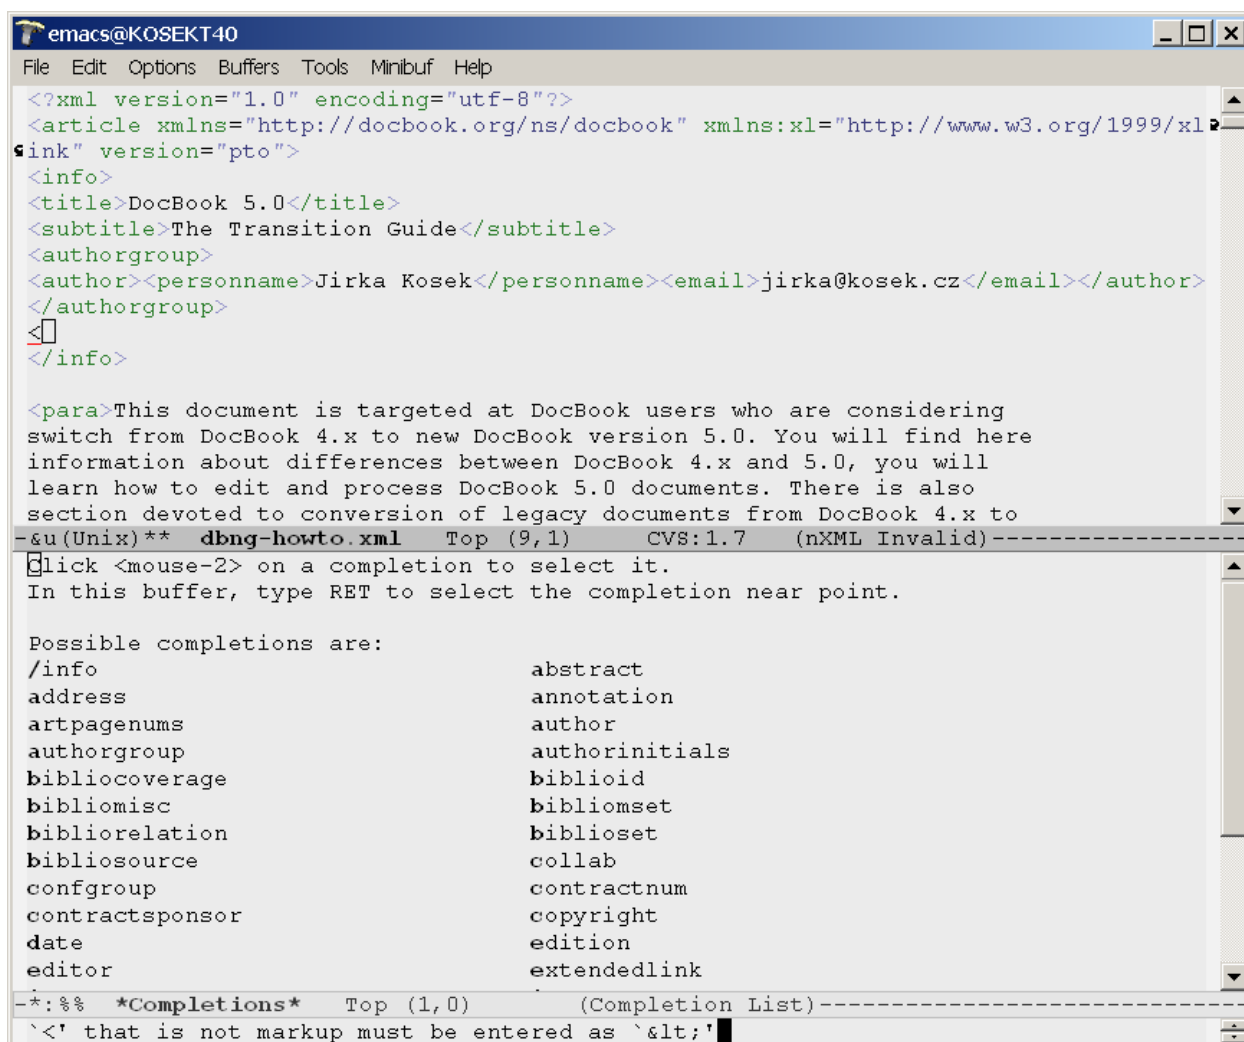 emacs@KOSEKT40
File Edit Options Buffers Tools Minibuf Help
<?xml version="1.0" encoding="utf-8"?>
<article xmlns="http://docbook.org/ns/docbook" xmlns:xl="http://www.w3.org/1999/xl
ink" version="pto">
<info>
<title>DocBook 5.0</title>
<subtitle>The Transition Guide</subtitle>
<authorgroup>
<author><personname>Jirka Kosek</personname><email>jirka@kosek.cz</email></author>
</authorgroup>
<
</info>
<para>This document is targeted at DocBook users who are considering
switch from DocBook 4.x to new DocBook version 5.0. You will find here
information about differences between DocBook 4.x and 5.0, you will
learn how to edit and process DocBook 5.0 documents. There is also
section devoted to conversion of legacy documents from DocBook 4.x to
-&u(Unix)** dbng-howto.xml Top (9,1) CVS:1.7 (nXML Invalid)------------------
Click <mouse-2> on a completion to select it.
In this buffer, type RET to select the completion near point.
Possible completions are:
/info abstract
address annotation
artpagenums author
authorgroup authorinitials
bibliocoverage biblioid
bibliomisc bibliomset
bibliorelation biblioset
bibliosource collab
confgroup contractnum
contractsponsor copyright
date edition
editor extendedlink
-*:%% *Completions* Top (1,0) (Completion List)------------------------------
`<' that is not markup must be entered as `&lt;'